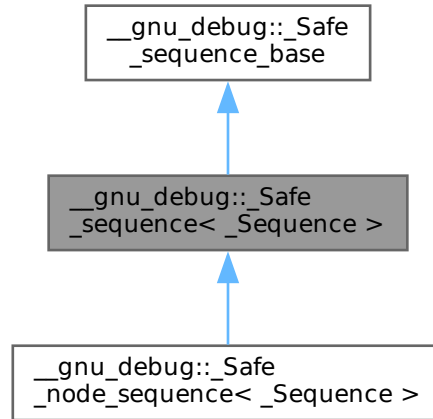 __gnu_debug::_Safe
_sequence_base
__gnu_debug::_Safe
_sequence< _Sequence >
__gnu_debug::_Safe
_node_sequence< _Sequence >